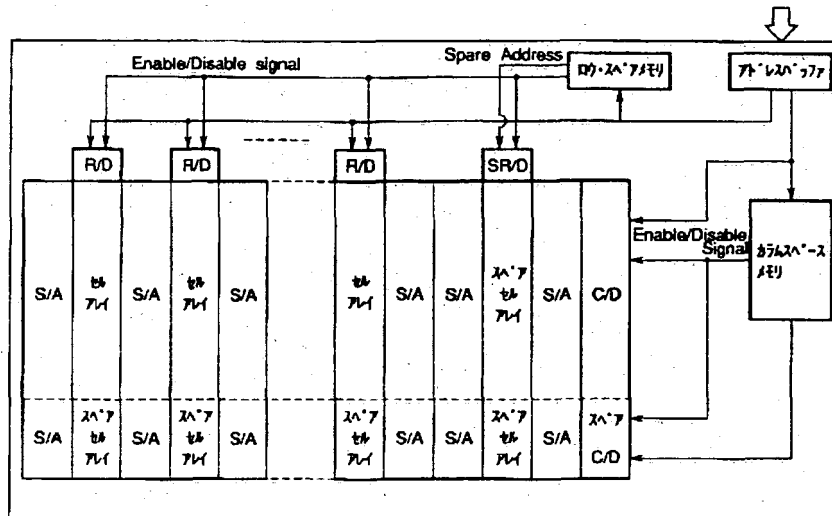 Spare Address
ロウ・スペアメモリ
アドレスバッファ
Enable/Disable signal
R/D
R/D
R/D
SR/D
Enable/Disable
Signal
カラムスペース
メモリ
S/A
セル
アレイ
S/A
セル
アレイ
S/A
セル
アレイ
S/A
S/A
スペア
セル
アレイ
S/A
C/D
S/A
スペア
セル
アレイ
S/A
スペア
セル
アレイ
S/A
スペア
セル
アレイ
S/A
S/A
スペア
セル
アレイ
S/A
スペア
C/D